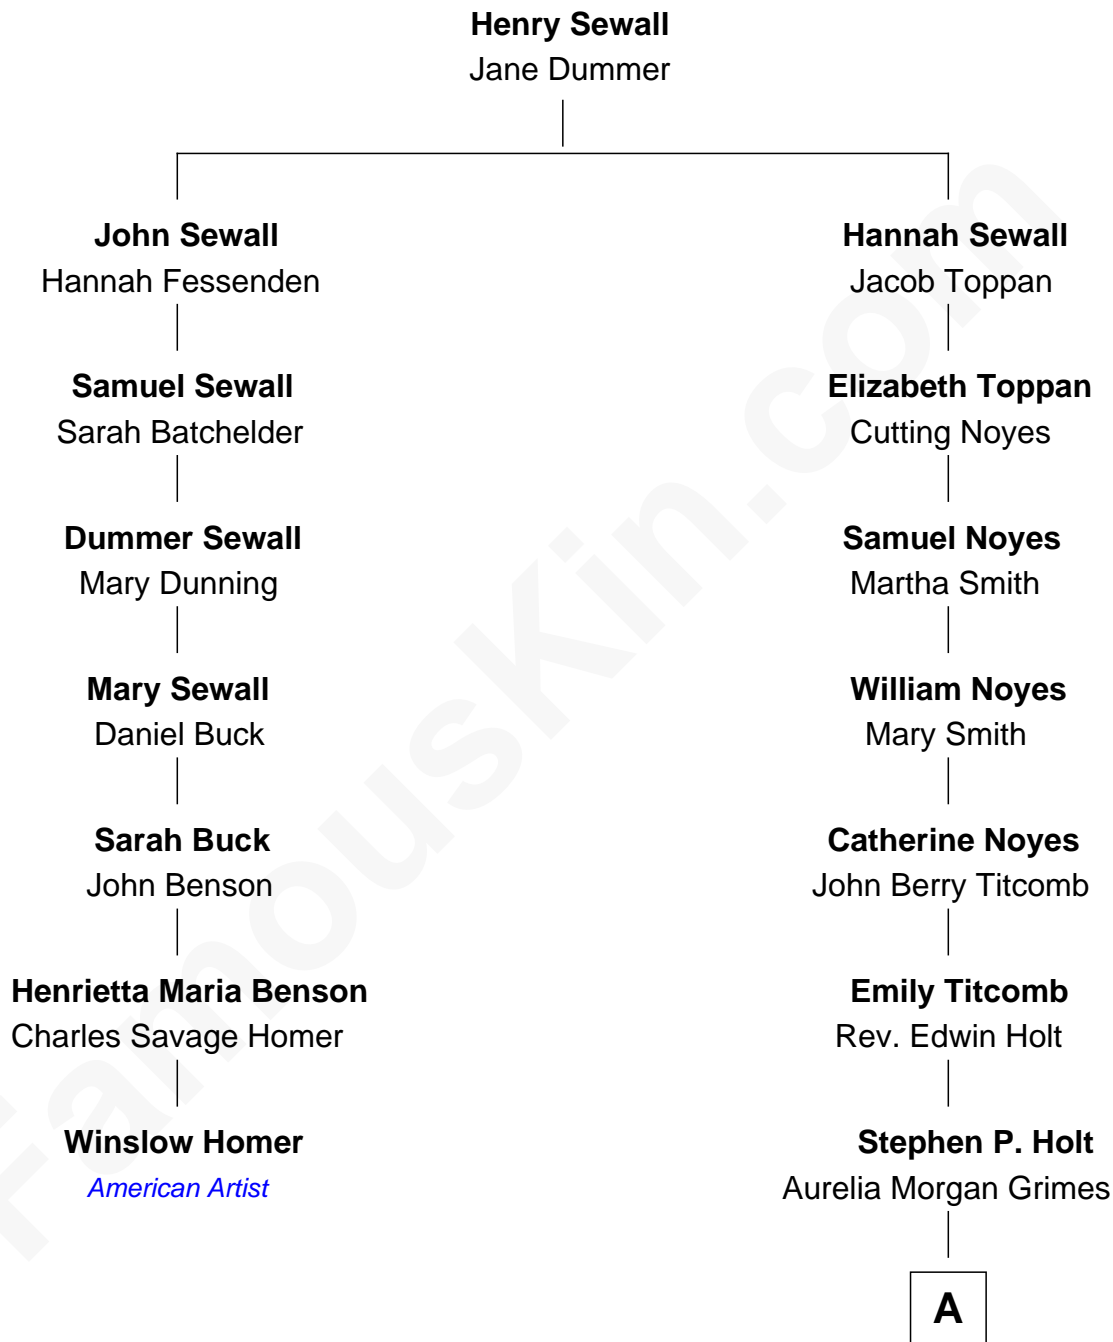 Henry Sewall
Jane Dummer
John Sewall
Hannah Fessenden
Hannah Sewall
Jacob Toppan
Samuel Sewall
Sarah Batchelder
Elizabeth Toppan
Cutting Noyes
Dummer Sewall
Mary Dunning
Samuel Noyes
Martha Smith
Mary Sewall
Daniel Buck
William Noyes
Mary Smith
Sarah Buck
John Benson
Catherine Noyes
John Berry Titcomb
Henrietta Maria Benson
Charles Savage Homer
Emily Titcomb
Rev. Edwin Holt
Winslow Homer
American Artist
Stephen P. Holt
Aurelia Morgan Grimes
A
FamousKin.com